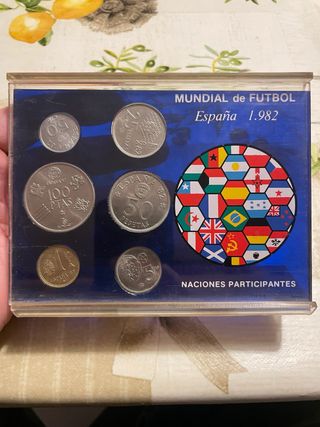 MUNDIAL de FUTBOL
España 1.982
100
PTAS
50
PESETAS
NACIONES PARTICIPANTES